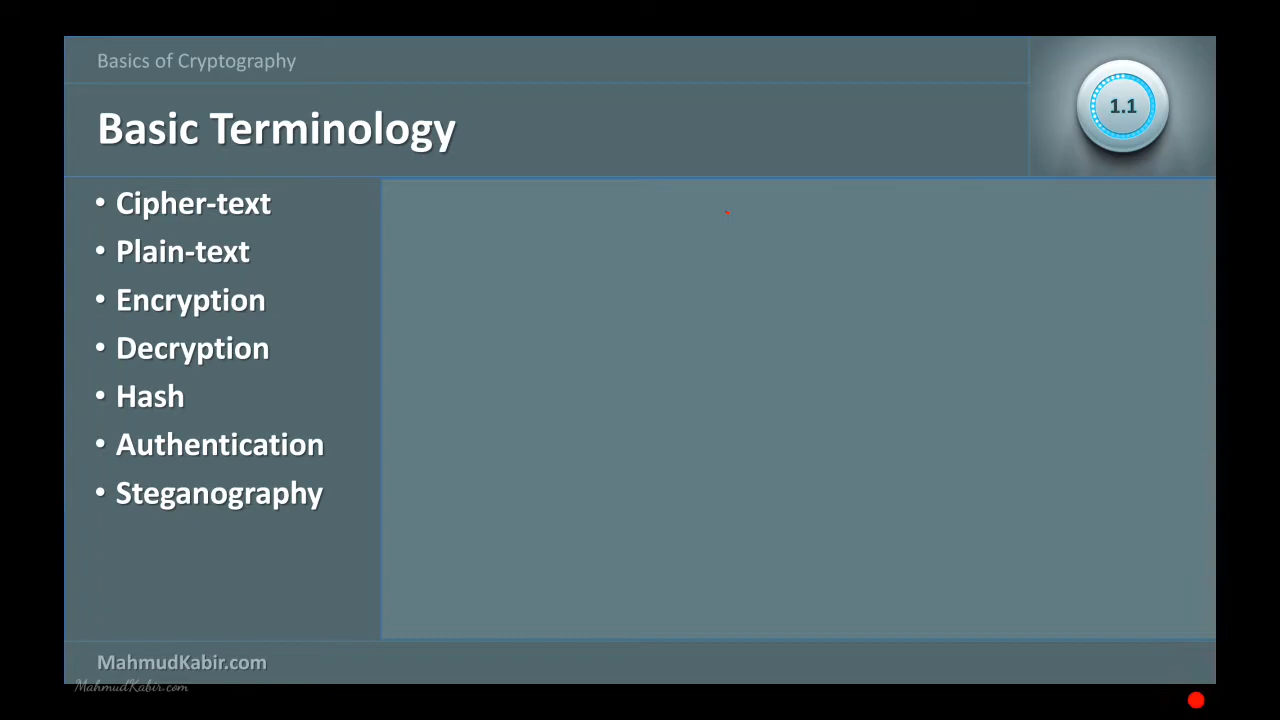 Basics of Cryptography
1.1
Basic Terminology
• Cipher-text
• Plain-text
• Encryption
• Decryption
• Hash
• Authentication
• Steganography
MahmudKabir.com
MahmudKabir.com